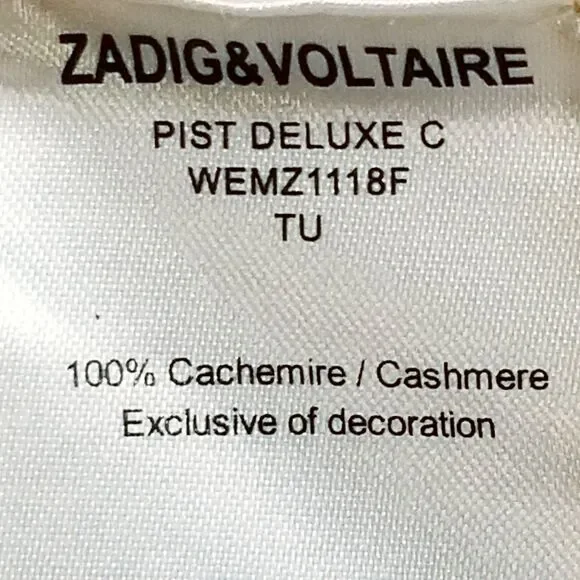 ZADIG&VOLTAIRE
PIST DELUXE C
WEMZ1118F
TU
100% Cachemire / Cashmere
Exclusive of decoration